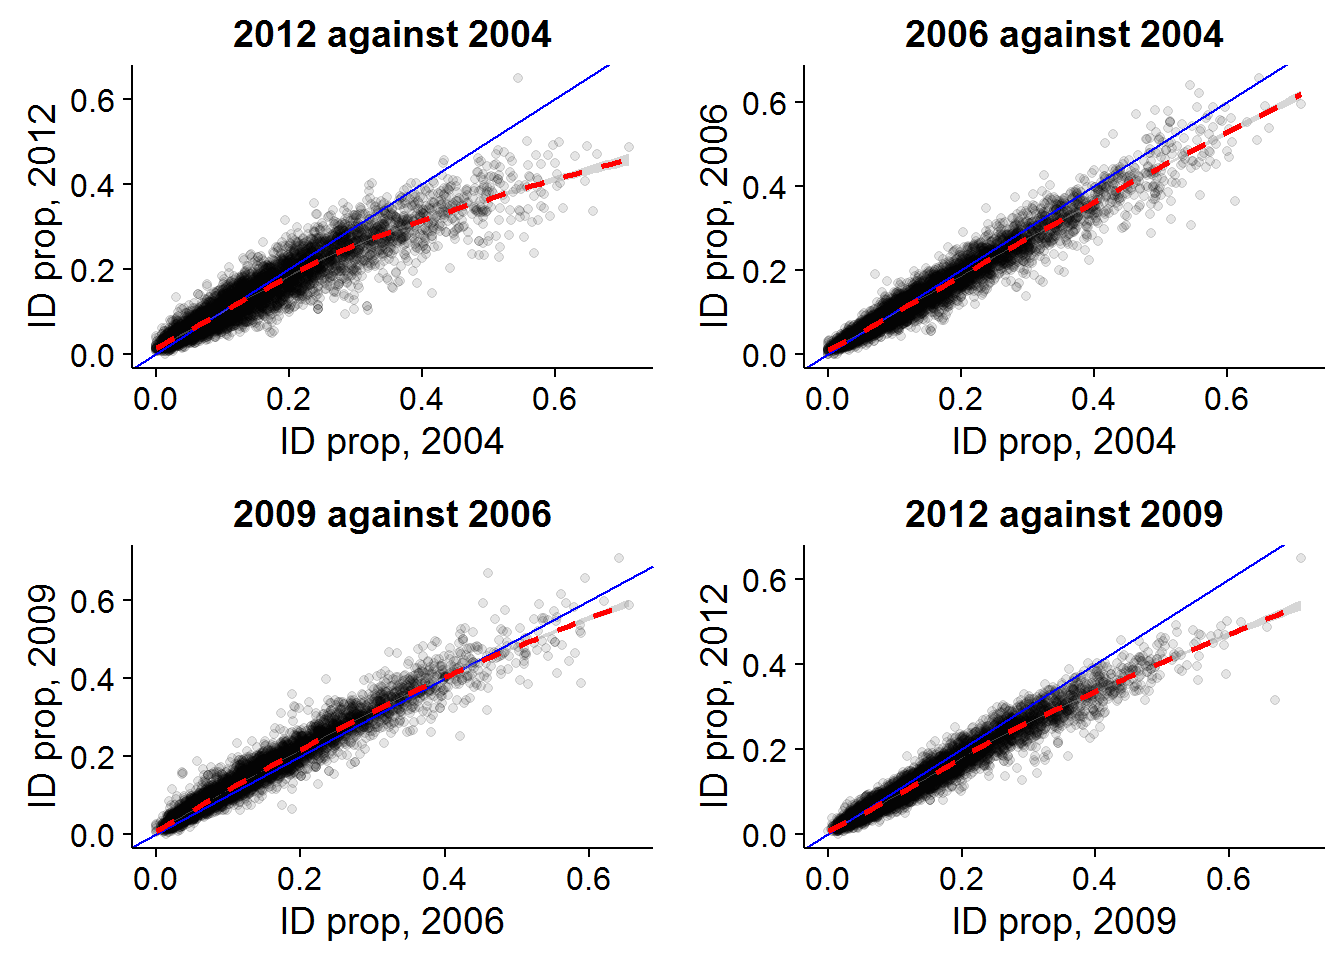 2012 against 2004
ID prop, 2012
0.6
0.4
0.2
0.0
0.0 0.2 0.4 0.6
ID prop, 2004
2006 against 2004
ID prop, 2006
0.6
0.4
0.2
0.0
0.0 0.2 0.4 0.6
ID prop, 2004
2009 against 2006
ID prop, 2009
0.6
0.4
0.2
0.0
0.0 0.2 0.4 0.6
ID prop, 2006
2012 against 2009
ID prop, 2012
0.6
0.4
0.2
0.0
0.0 0.2 0.4 0.6
ID prop, 2009